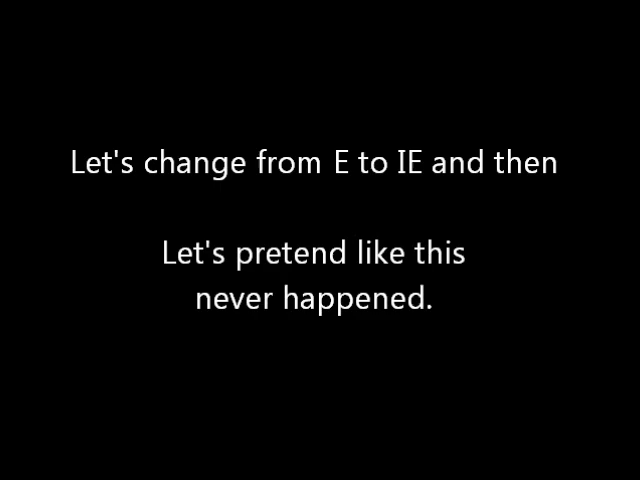 Let's change from E to IE and then
Let's pretend like this
never happened.